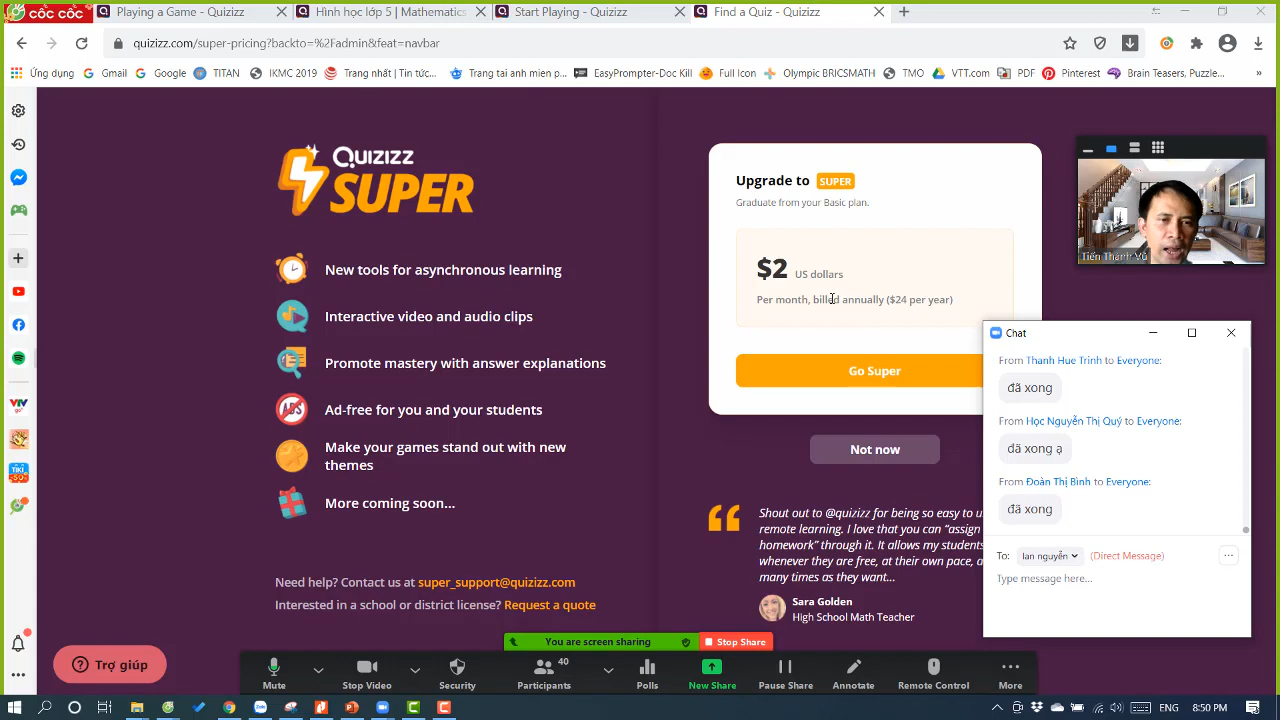 CỐC CỐC
Playing a Game - Quizizz
Hình học lớp 5 | Mathematics
Start Playing - Quizizz
Find a Quiz - Quizizz
quizizz.com/super-pricing?backto=%2Fadmin&feat=navbar
Ứng dụng
Gmail
Google
TITAN
IKMC 2019
Trang nhất | Tin tức...
Trang tai anh mien p...
EasyPrompter-Doc Kill
Full Icon
Olympic BRICSMATH
TMO
VTT.com
PDF
Pinterest
Brain Teasers, Puzzle...
»
Quizizz
SUPER
New tools for asynchronous learning
Interactive video and audio clips
Promote mastery with answer explanations
ADS
Ad-free for you and your students
Make your games stand out with new
themes
More coming soon...
Need help? Contact us at super_support@quizizz.com
Interested in a school or district license? Request a quote
Upgrade to SUPER
Graduate from your Basic plan.
$2 US dollars
Per month, billed annually ($24 per year)
Go Super
Not now
Shout out to @quizizz for being so easy to u
remote learning. I love that you can “assign
homework” through it. It allows my students
whenever they are free, at their own pace, a
many times as they want...
Sara Golden
High School Math Teacher
Tiến Thành Vũ
Chat
From Thanh Hue Trinh to Everyone:
đã xong
From Học Nguyễn Thị Quý to Everyone:
đã xong ạ
From Đoàn Thị Bình to Everyone:
đã xong
To: lan nguyễn (Direct Message)
Type message here...
VTV
go
TIKI
Trợ giúp
You are screen sharing
Stop Share
Mute
Stop Video
Security
40
Participants
Polls
New Share
Pause Share
Annotate
Remote Control
More
ENG
8:50 PM